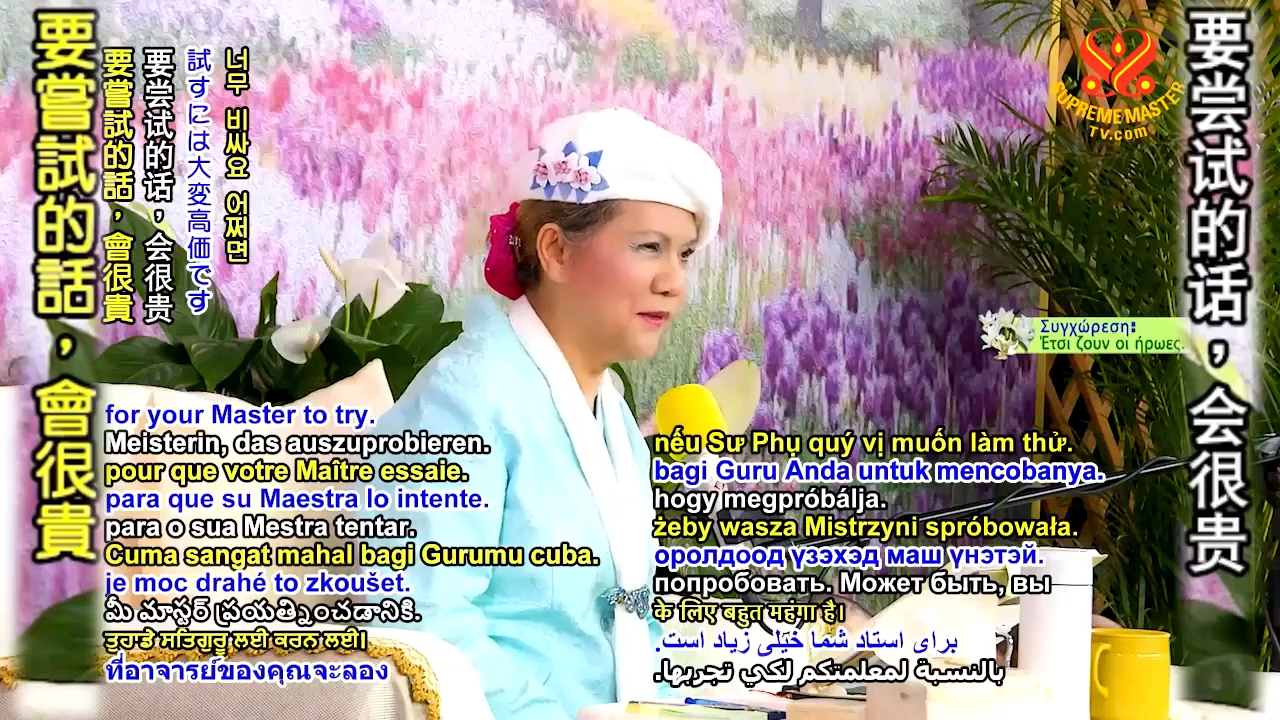 要嘗試的話，會很貴
要嘗試的話，會很貴
要尝试的话，会很贵
試すには大変高価です
너무 비싸요 어쩌면
要尝试的话，会很贵
SUPREME MASTER
TV.com
Συγχώρεση:
Έτσι ζουν οι ήρωες.
for your Master to try.
Meisterin, das auszuprobieren.
pour que votre Maître essaie.
para que su Maestra lo intente.
para o sua Mestra tentar.
Cuma sangat mahal bagi Gurumu cuba.
je moc drahé to zkoušet.
మీ మాస్టర్ ప్రయత్నించడానికి.
ਤੁਹਾਡੇ ਸਤਿਗੁਰੂ ਲਈ ਕਰਨ ਲਈ।
ที่อาจารย์ของคุณจะลอง
nếu Sư Phụ quý vị muốn làm thử.
bagi Guru Anda untuk mencobanya.
hogy megpróbálja.
żeby wasza Mistrzyni spróbowała.
оролдоод үзэхэд маш үнэтэй.
попробовать. Может быть, вы
के लिए बहुत महंगा है।
برای استاد شما خیلی زیاد است.
بالنسبة لمعلمتكم لكي تجربها.